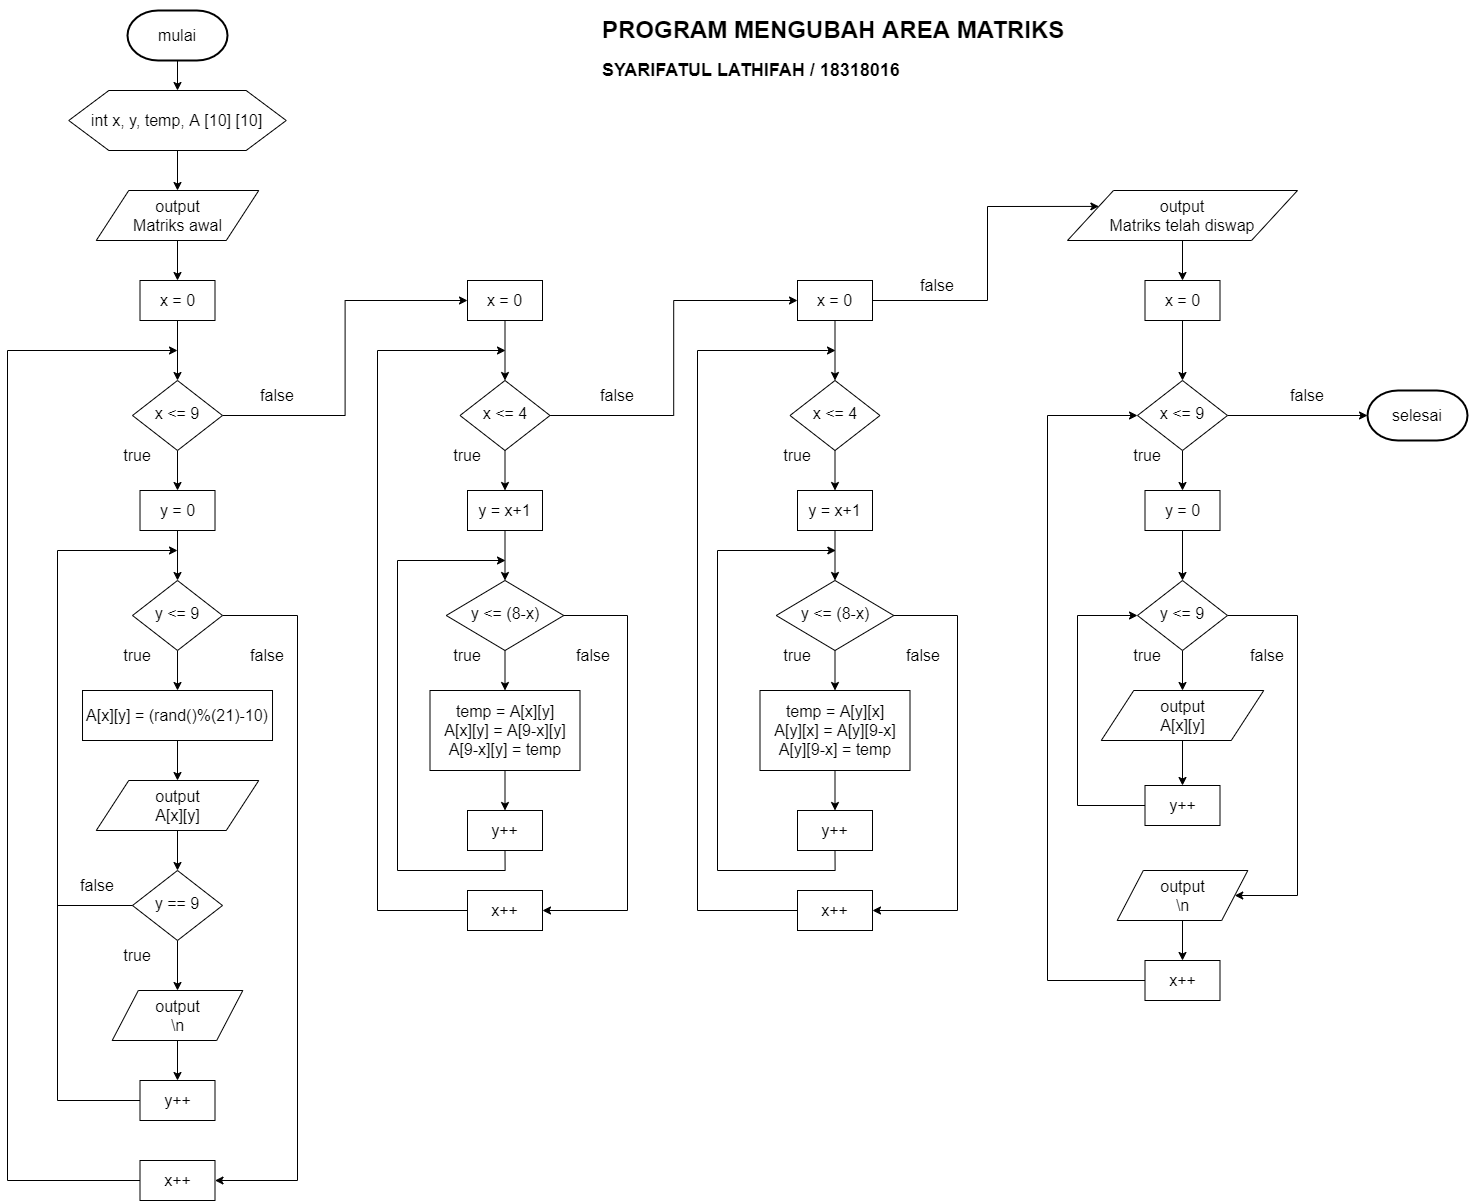 PROGRAM MENGUBAH AREA MATRIKS
SYARIFATUL LATHIFAH / 18318016
mulai
int x, y, temp, A [10] [10]
output
Matriks awal
x = 0
x <= 9
false
true
y = 0
y <= 9
true
false
A[x][y] = (rand()%(21)-10)
output
A[x][y]
false
y == 9
true
output
\n
y++
x++
x = 0
x <= 4
false
true
y = x+1
y <= (8-x)
true
false
temp = A[x][y]
A[x][y] = A[9-x][y]
A[9-x][y] = temp
y++
x++
x = 0
false
x <= 4
true
y = x+1
y <= (8-x)
true
false
temp = A[y][x]
A[y][x] = A[y][9-x]
A[y][9-x] = temp
y++
x++
output
Matriks telah diswap
x = 0
x <= 9
false
selesai
true
y = 0
y <= 9
true
false
output
A[x][y]
y++
output
\n
x++